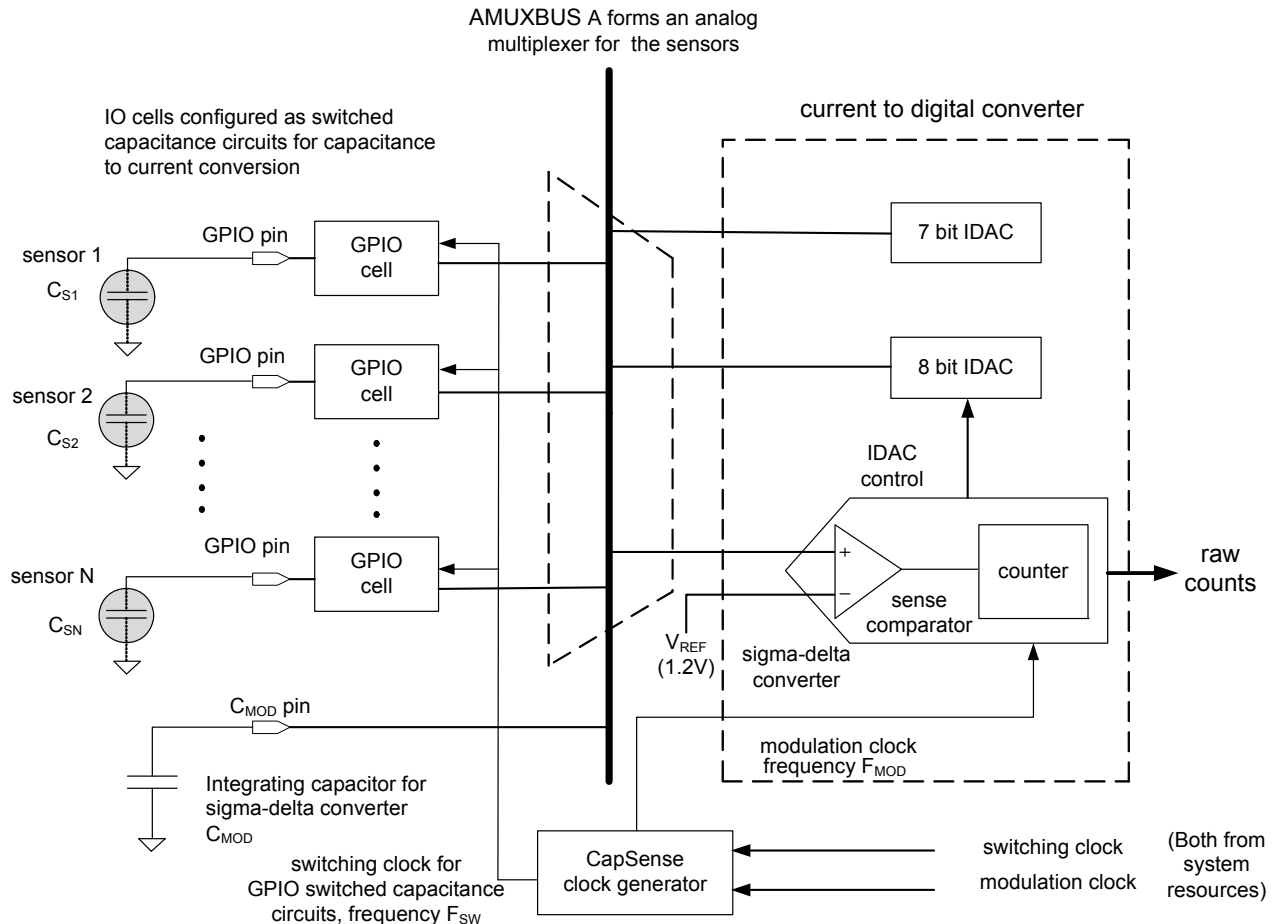 AMUXBUS A forms an analog
multiplexer for the sensors
IO cells configured as switched
capacitance circuits for capacitance
to current conversion
current to digital converter
GPIO pin
sensor 1
CS1
GPIO
cell
7 bit IDAC
GPIO pin
sensor 2
CS2
GPIO
cell
8 bit IDAC
IDAC
control
GPIO pin
sensor N
CSN
GPIO
cell
+
–
counter
sense
comparator
raw
counts
VREF
(1.2V)
sigma-delta
converter
CMOD pin
Integrating capacitor for
sigma-delta converter
CMOD
modulation clock
frequency FMOD
switching clock for
GPIO switched capacitance
circuits, frequency FSW
CapSense
clock generator
switching clock
modulation clock
(Both from
system
resources)